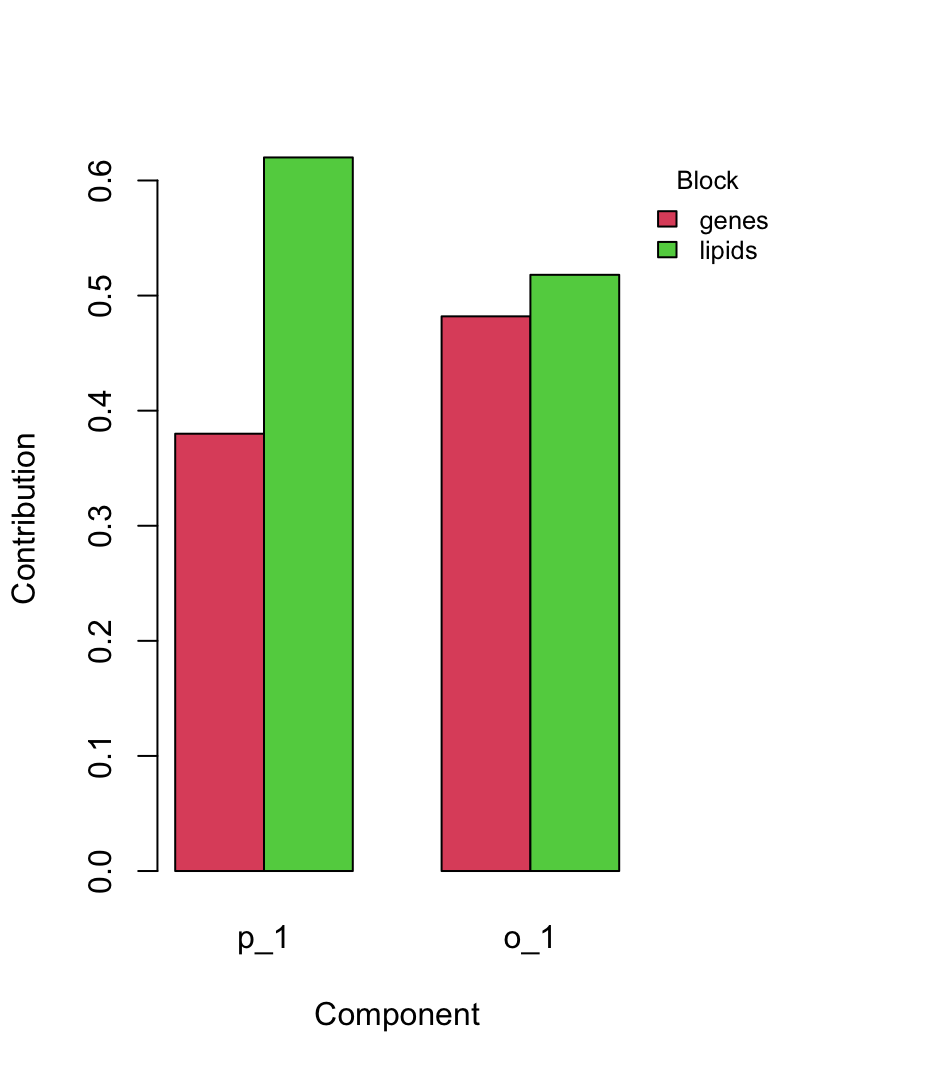 Block
genes
lipids
0.6
0.5
0.4
0.3
0.2
0.1
0.0
Contribution
p_1
o_1
Component